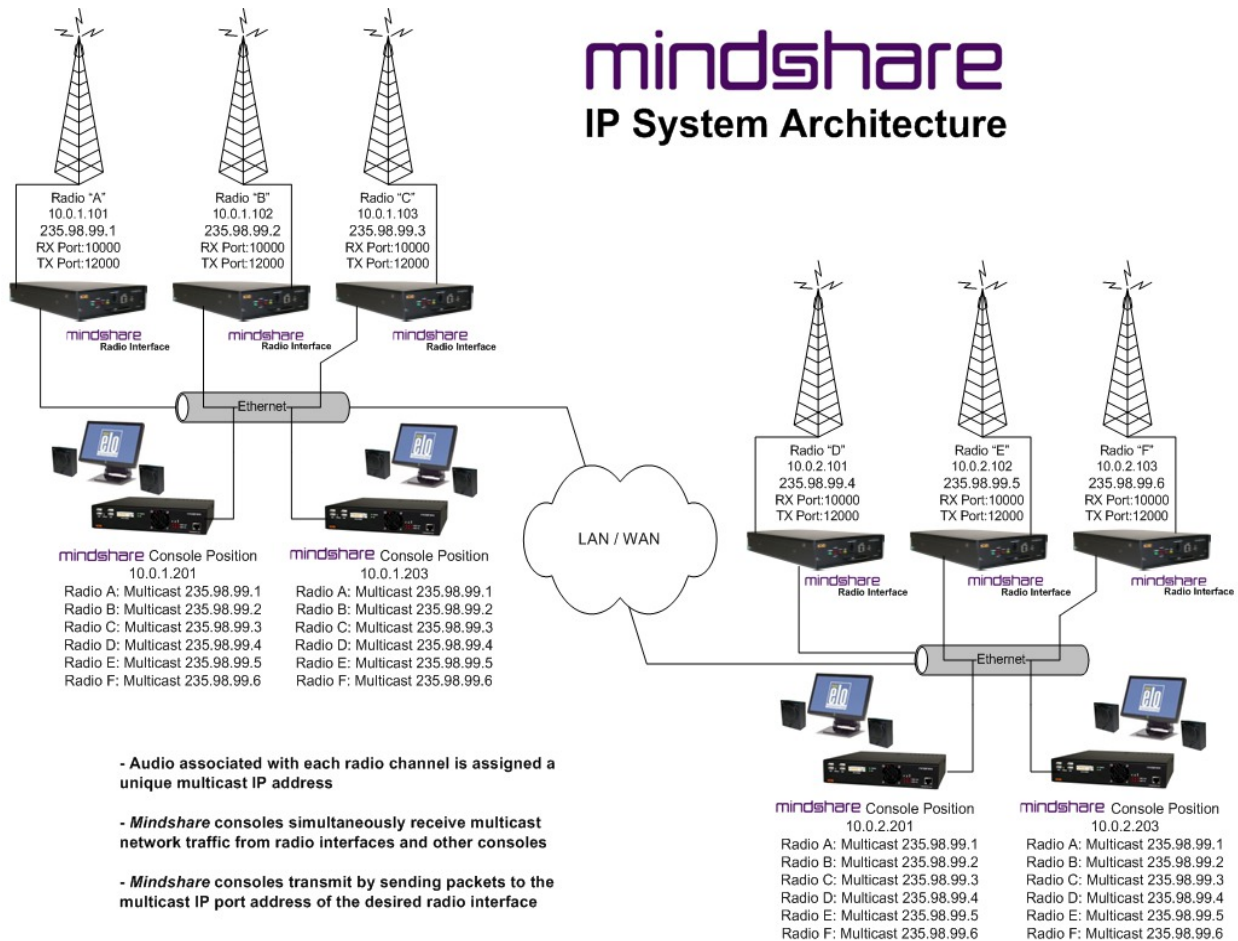 mindshare
IP System Architecture
Radio "A"
10.0.1.101
235.98.99.1
RX Port:10000
TX Port:12000
mindshare
Radio Interface
Radio "B"
10.0.1.102
235.98.99.2
RX Port:10000
TX Port:12000
mindshare
Radio Interface
Radio "C"
10.0.1.103
235.98.99.3
RX Port:10000
TX Port:12000
mindshare
Radio Interface
Ethernet
elo
elo
mindshare Console Position
10.0.1.201
Radio A: Multicast 235.98.99.1
Radio B: Multicast 235.98.99.2
Radio C: Multicast 235.98.99.3
Radio D: Multicast 235.98.99.4
Radio E: Multicast 235.98.99.5
Radio F: Multicast 235.98.99.6
mindshare Console Position
10.0.1.203
Radio A: Multicast 235.98.99.1
Radio B: Multicast 235.98.99.2
Radio C: Multicast 235.98.99.3
Radio D: Multicast 235.98.99.4
Radio E: Multicast 235.98.99.5
Radio F: Multicast 235.98.99.6
LAN / WAN
Radio "D"
10.0.2.101
235.98.99.4
RX Port:10000
TX Port:12000
mindshare
Radio Interface
Radio "E"
10.0.2.102
235.98.99.5
RX Port:10000
TX Port:12000
mindshare
Radio Interface
Radio "F"
10.0.2.103
235.98.99.6
RX Port:10000
TX Port:12000
mindshare
Radio Interface
Ethernet
elo
elo
mindshare Console Position
10.0.2.201
Radio A: Multicast 235.98.99.1
Radio B: Multicast 235.98.99.2
Radio C: Multicast 235.98.99.3
Radio D: Multicast 235.98.99.4
Radio E: Multicast 235.98.99.5
Radio F: Multicast 235.98.99.6
mindshare Console Position
10.0.2.203
Radio A: Multicast 235.98.99.1
Radio B: Multicast 235.98.99.2
Radio C: Multicast 235.98.99.3
Radio D: Multicast 235.98.99.4
Radio E: Multicast 235.98.99.5
Radio F: Multicast 235.98.99.6
- Audio associated with each radio channel is assigned a
unique multicast IP address
- Mindshare consoles simultaneously receive multicast
network traffic from radio interfaces and other consoles
- Mindshare consoles transmit by sending packets to the
multicast IP port address of the desired radio interface